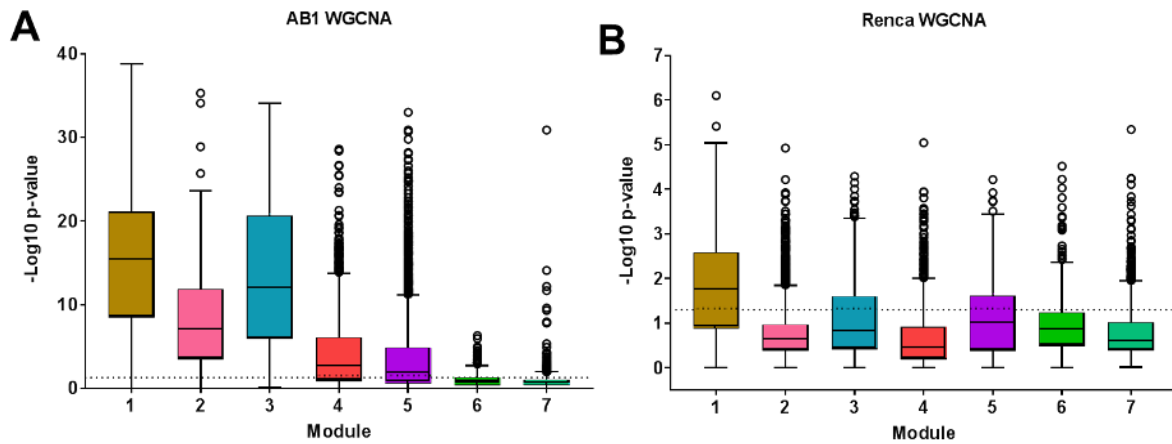 A
AB1 WGCNA
-Log10 p-value
40
30
20
10
0
1 2 3 4 5 6 7
Module
B
Renca WGCNA
-Log10 p-value
7
6
5
4
3
2
1
0
1 2 3 4 5 6 7
Module